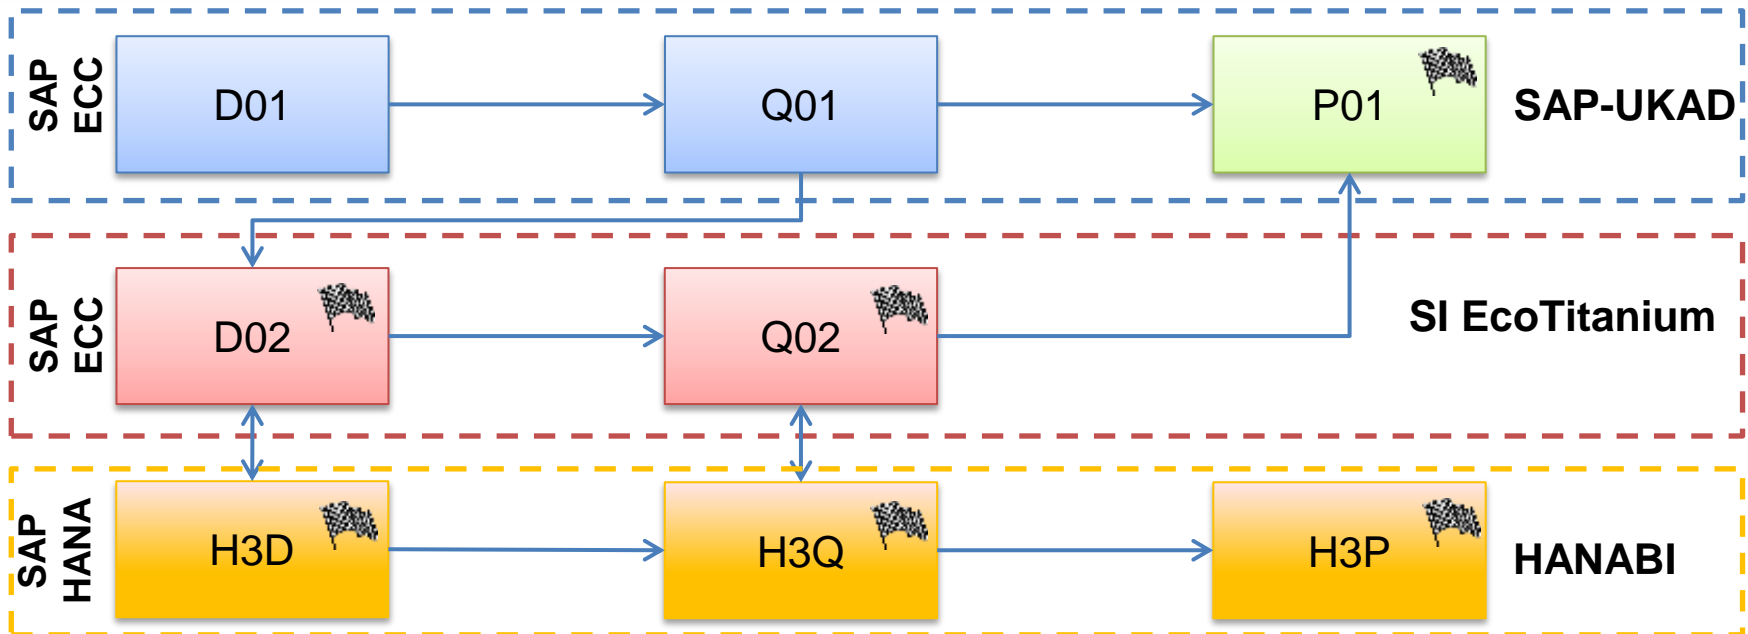 SAP
ECC
D01
Q01
P01
SAP-UKAD
SAP
ECC
D02
Q02
SI EcoTitanium
SAP
HANA
H3D
H3Q
H3P
HANABI